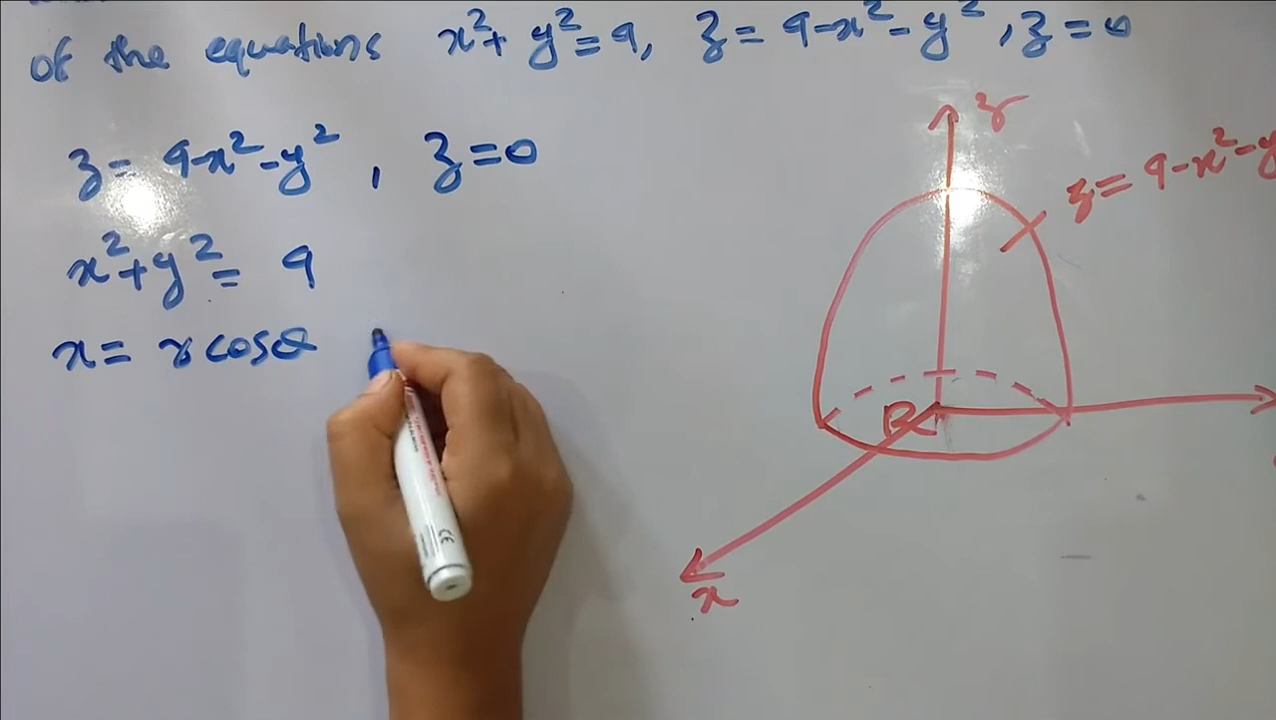 of the equations x²+ y²=9, z= 9-x²-y², z=0
z= 9-x²-y², z=0
z
z= 9-x²-y
x²+y²= 9
x= r cosθ
R
x
CE